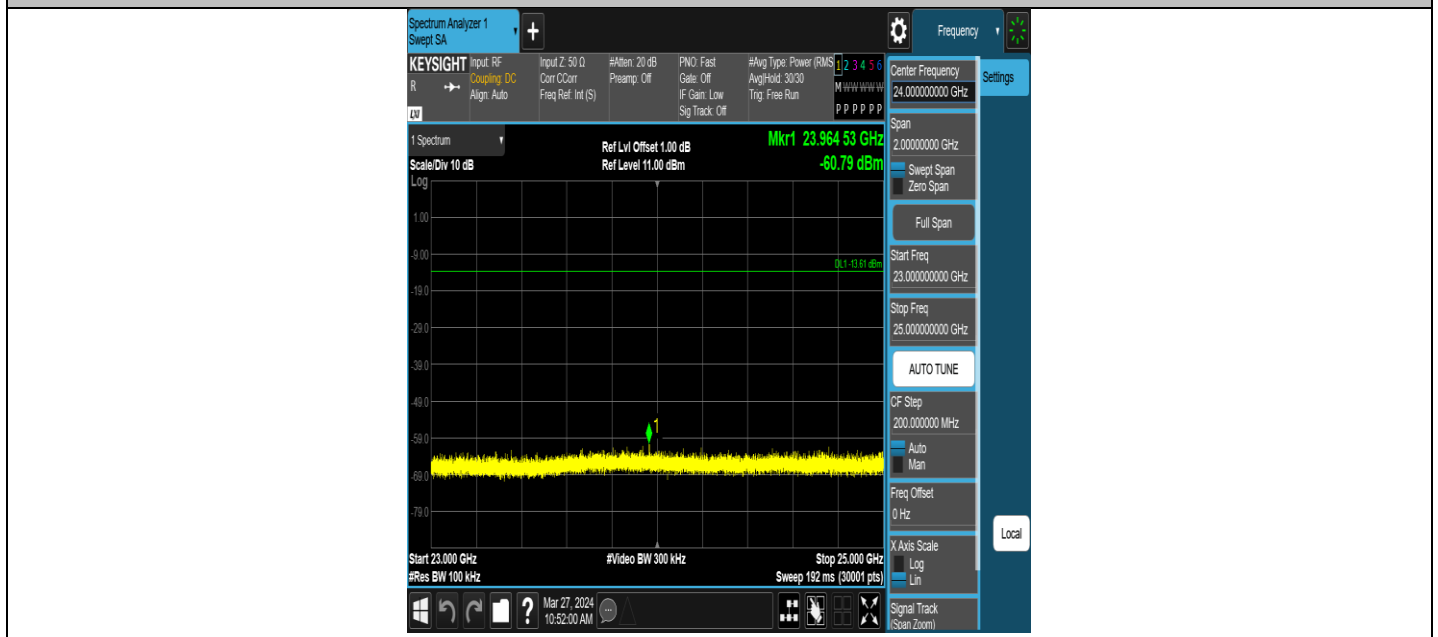 Spectrum Analyzer 1
Swept SA
+
Frequency
KEYSIGHT
R
LXI
Input: RF
Coupling: DC
Align: Auto
Input Z: 50 Ω
Corr CCorr
Freq Ref: Int (S)
#Atten: 20 dB
Preamp: Off
PNO: Fast
Gate: Off
IF Gain: Low
Sig Track: Off
#Avg Type: Power (RMS
Avg|Hold: 30/30
Trig: Free Run
1 2 3 4 5 6
M W W W W W
P P P P P P
1 Spectrum
Scale/Div 10 dB
Log
Ref Lvl Offset 1.00 dB
Ref Level 11.00 dBm
Mkr1 23.964 53 GHz
-60.79 dBm
1.00
-9.00
DL1 -13.61 dBm
-19.0
-29.0
-39.0
-49.0
1
-59.0
-69.0
-79.0
Start 23.000 GHz
#Res BW 100 kHz
#Video BW 300 kHz
Stop 25.000 GHz
Sweep 192 ms (30001 pts)
?
Mar 27, 2024
10:52:00 AM
Center Frequency
24.000000000 GHz
Settings
Span
2.00000000 GHz
Swept Span
Zero Span
Full Span
Start Freq
23.000000000 GHz
Stop Freq
25.000000000 GHz
AUTO TUNE
CF Step
200.000000 MHz
Auto
Man
Freq Offset
0 Hz
X Axis Scale
Log
Lin
Local
Signal Track
(Span Zoom)